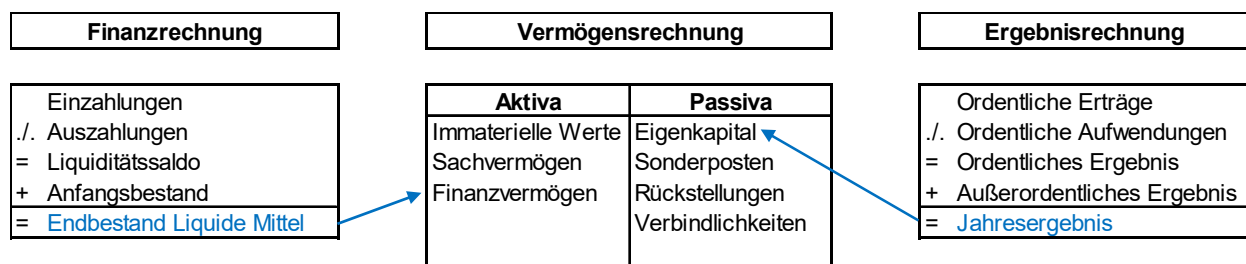 Finanzrechnung
Einzahlungen
./. Auszahlungen
= Liquiditätssaldo
+ Anfangsbestand
= Endbestand Liquide Mittel
Vermögensrechnung
Aktiva Passiva
Immaterielle Werte Eigenkapital
Sachvermögen Sonderposten
Finanzvermögen Rückstellungen
Verbindlichkeiten
Ergebnisrechnung
Ordentliche Erträge
./. Ordentliche Aufwendungen
= Ordentliches Ergebnis
+ Außerordentliches Ergebnis
= Jahresergebnis